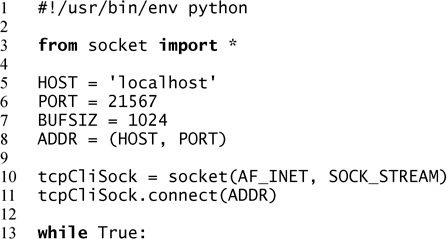 1 #!/usr/bin/env python
2
3 from socket import *
4
5 HOST = 'localhost'
6 PORT = 21567
7 BUFSIZ = 1024
8 ADDR = (HOST, PORT)
9
10 tcpCliSock = socket(AF_INET, SOCK_STREAM)
11 tcpCliSock.connect(ADDR)
12
13 while True: